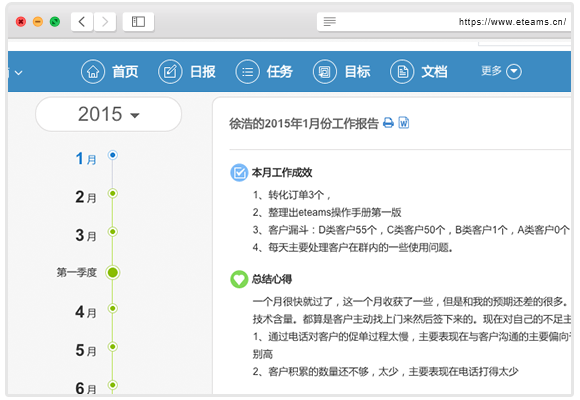 https://www.eteams.cn/
首页
日报
任务
目标
文档
更多
2015
1 月
2 月
3 月
第一季度
4 月
5 月
6 月
徐浩的2015年1月份工作报告
本月工作成效
1、转化订单3个，
2、整理出eteams操作手册第一版
3、客户漏斗：D类客户55个，C类客户50个，B类客户1个，A类客户0个
4、每天主要处理客户在群内的一些使用问题。
总结心得
一个月很快就过了，这一个月收获了一些，但是和我的预期还差的很多。
技术含量。都算是客户主动找上门来然后签下来的。现在对自己的不足主
1、通过电话对客户的促单过程太慢，主要表现在与客户沟通的主要偏向
别高
2、客户积累的数量还不够，太少，主要表现在电话打得太少